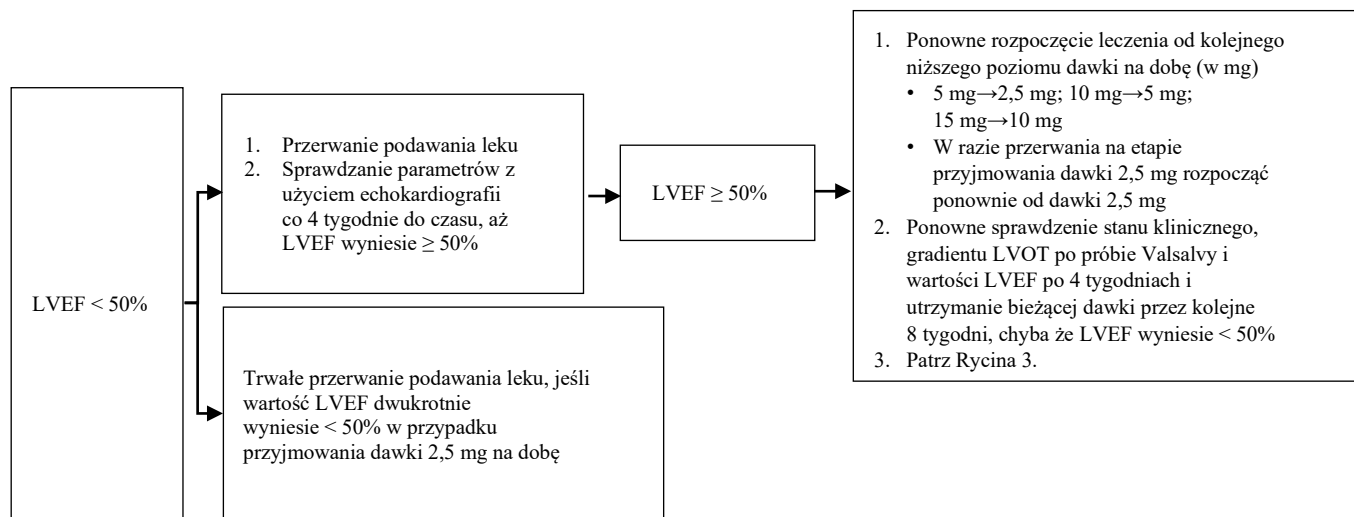 LVEF < 50%
1. Przerwanie podawania leku
2. Sprawdzanie parametrów z
użyciem echokardiografii
co 4 tygodnie do czasu, aż
LVEF wyniesie ≥ 50%
Trwałe przerwanie podawania leku, jeśli
wartość LVEF dwukrotnie
wyniesie < 50% w przypadku
przyjmowania dawki 2,5 mg na dobę
LVEF ≥ 50%
1. Ponowne rozpoczęcie leczenia od kolejnego
niższego poziomu dawki na dobę (w mg)
• 5 mg→2,5 mg; 10 mg→5 mg;
15 mg→10 mg
• W razie przerwania na etapie
przyjmowania dawki 2,5 mg rozpocząć
ponownie od dawki 2,5 mg
2. Ponowne sprawdzenie stanu klinicznego,
gradientu LVOT po próbie Valsalvy i
wartości LVEF po 4 tygodniach i
utrzymanie bieżącej dawki przez kolejne
8 tygodni, chyba że LVEF wyniesie < 50%
3. Patrz Rycina 3.